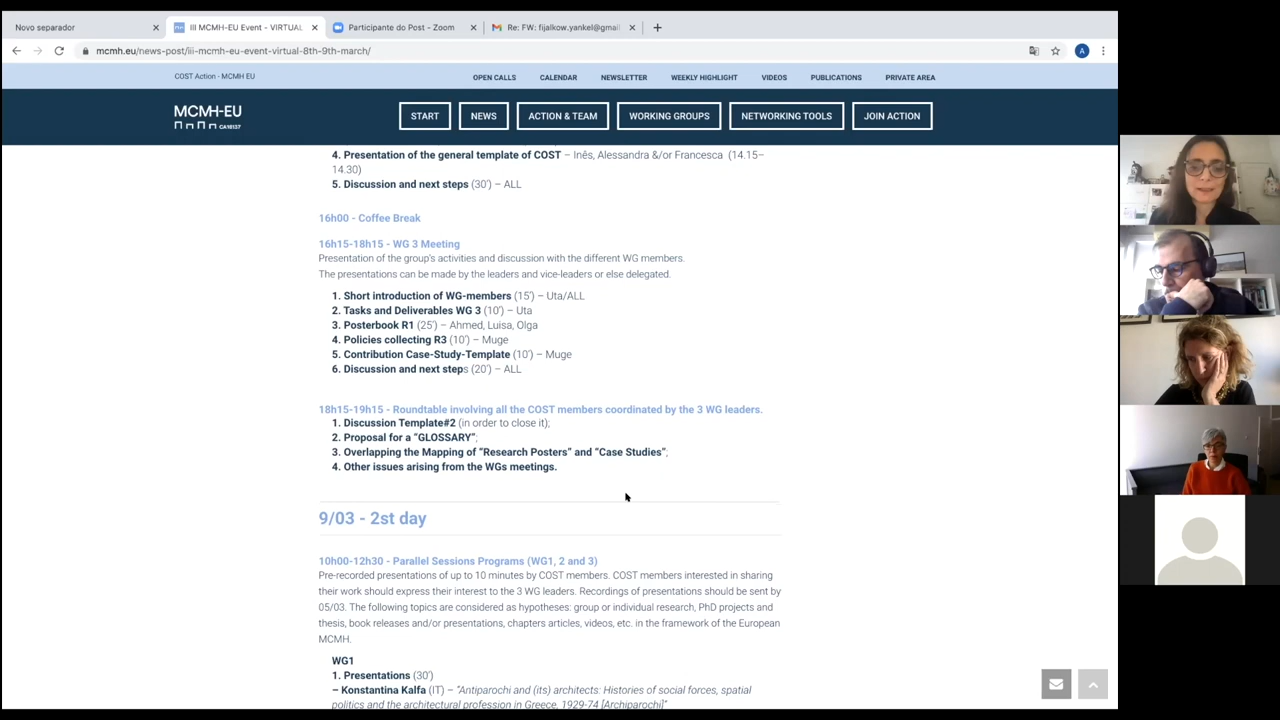 Novo separador
III MCMH-EU Event - VIRTUAL
Participante do Post - Zoom
Re: FW: fijalkow.yankel@gmai
mcmh.eu/news-post/iii-mcmh-eu-event-virtual-8th-9th-march/
A
COST Action - MCMH EU
OPEN CALLS
CALENDAR
NEWSLETTER
WEEKLY HIGHLIGHT
VIDEOS
PUBLICATIONS
PRIVATE AREA
MCMH-EU
CA18137
START
NEWS
ACTION & TEAM
WORKING GROUPS
NETWORKING TOOLS
JOIN ACTION
4. Presentation of the general template of COST – Inês, Alessandra &/or Francesca (14.15–
14.30)
5. Discussion and next steps (30’) – ALL
16h00 - Coffee Break
16h15-18h15 - WG 3 Meeting
Presentation of the group's activities and discussion with the different WG members.
The presentations can be made by the leaders and vice-leaders or else delegated.
1. Short introduction of WG-members (15’) – Uta/ALL
2. Tasks and Deliverables WG 3 (10’) – Uta
3. Posterbook R1 (25’) – Ahmed, Luisa, Olga
4. Policies collecting R3 (10’) – Muge
5. Contribution Case-Study-Template (10’) – Muge
6. Discussion and next steps (20’) – ALL
18h15-19h15 - Roundtable involving all the COST members coordinated by the 3 WG leaders.
1. Discussion Template#2 (in order to close it);
2. Proposal for a “GLOSSARY”;
3. Overlapping the Mapping of “Research Posters” and “Case Studies”;
4. Other issues arising from the WGs meetings.
9/03 - 2st day
10h00-12h30 - Parallel Sessions Programs (WG1, 2 and 3)
Pre-recorded presentations of up to 10 minutes by COST members. COST members interested in sharing
their work should express their interest to the 3 WG leaders. Recordings of presentations should be sent by
05/03. The following topics are considered as hypotheses: group or individual research, PhD projects and
thesis, book releases and/or presentations, chapters articles, videos, etc. in the framework of the European
MCMH.
WG1
1. Presentations (30’)
– Konstantina Kalfa (IT) – “Antiparochi and (its) architects: Histories of social forces, spatial
politics and the architectural profession in Greece, 1929-74 [Archiparochi]”